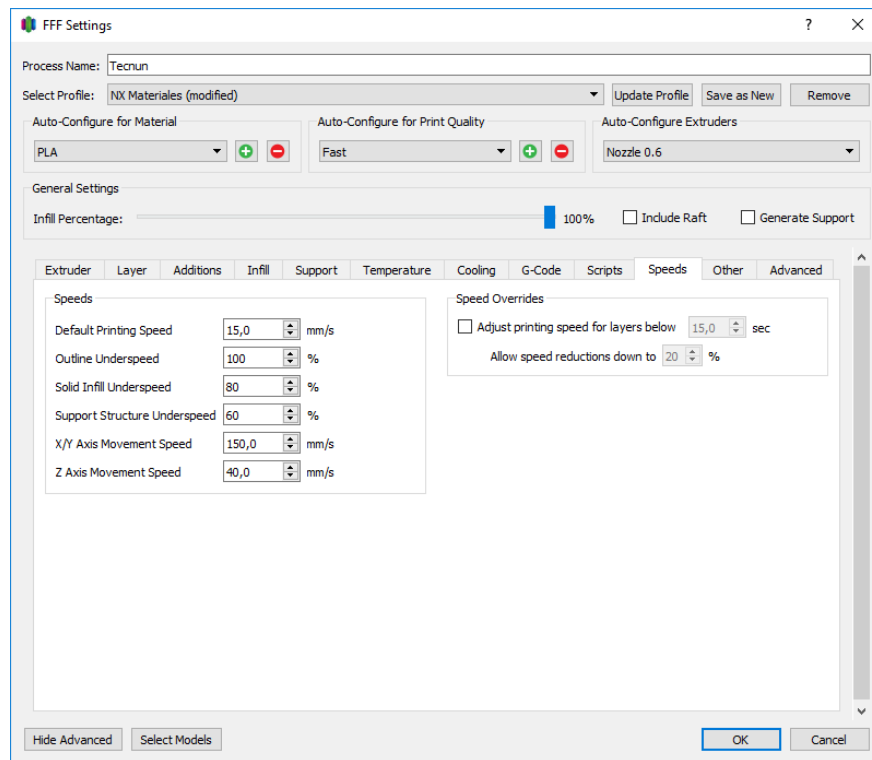 FFF Settings
?
Process Name: Tecnun
Select Profile: NX Materiales (modified) Update Profile Save as New Remove
Auto-Configure for Material Auto-Configure for Print Quality Auto-Configure Extruders
PLA Fast Nozzle 0.6
General Settings
Infill Percentage: 100% Include Raft Generate Support
Extruder Layer Additions Infill Support Temperature Cooling G-Code Scripts Speeds Other Advanced
Speeds Speed Overrides
Default Printing Speed 15,0 mm/s Adjust printing speed for layers below 15,0 sec
Outline Underspeed 100 % Allow speed reductions down to 20 %
Solid Infill Underspeed 80 %
Support Structure Underspeed 60 %
X/Y Axis Movement Speed 150,0 mm/s
Z Axis Movement Speed 40,0 mm/s
Hide Advanced Select Models OK Cancel